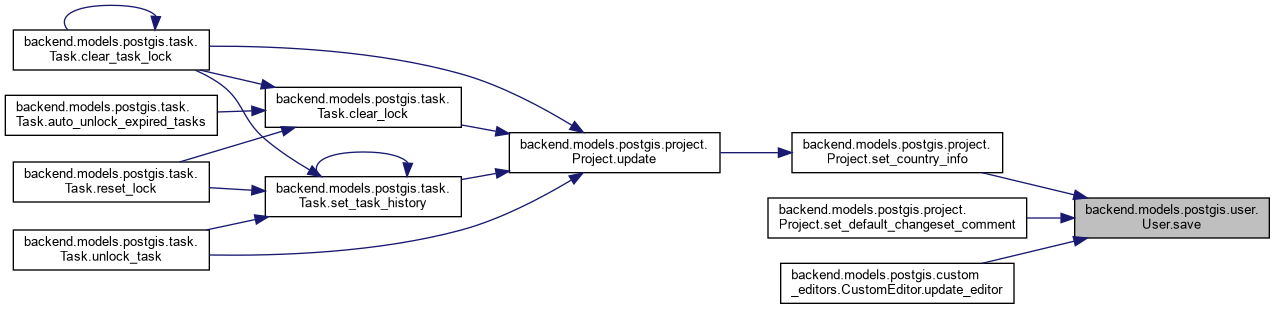 backend.models.postgis.task.
Task.clear_task_lock
backend.models.postgis.task.
Task.auto_unlock_expired_tasks
backend.models.postgis.task.
Task.reset_lock
backend.models.postgis.task.
Task.unlock_task
backend.models.postgis.task.
Task.clear_lock
backend.models.postgis.task.
Task.set_task_history
backend.models.postgis.project.
Project.update
backend.models.postgis.project.
Project.set_country_info
backend.models.postgis.project.
Project.set_default_changeset_comment
backend.models.postgis.custom
_editors.CustomEditor.update_editor
backend.models.postgis.user.
User.save